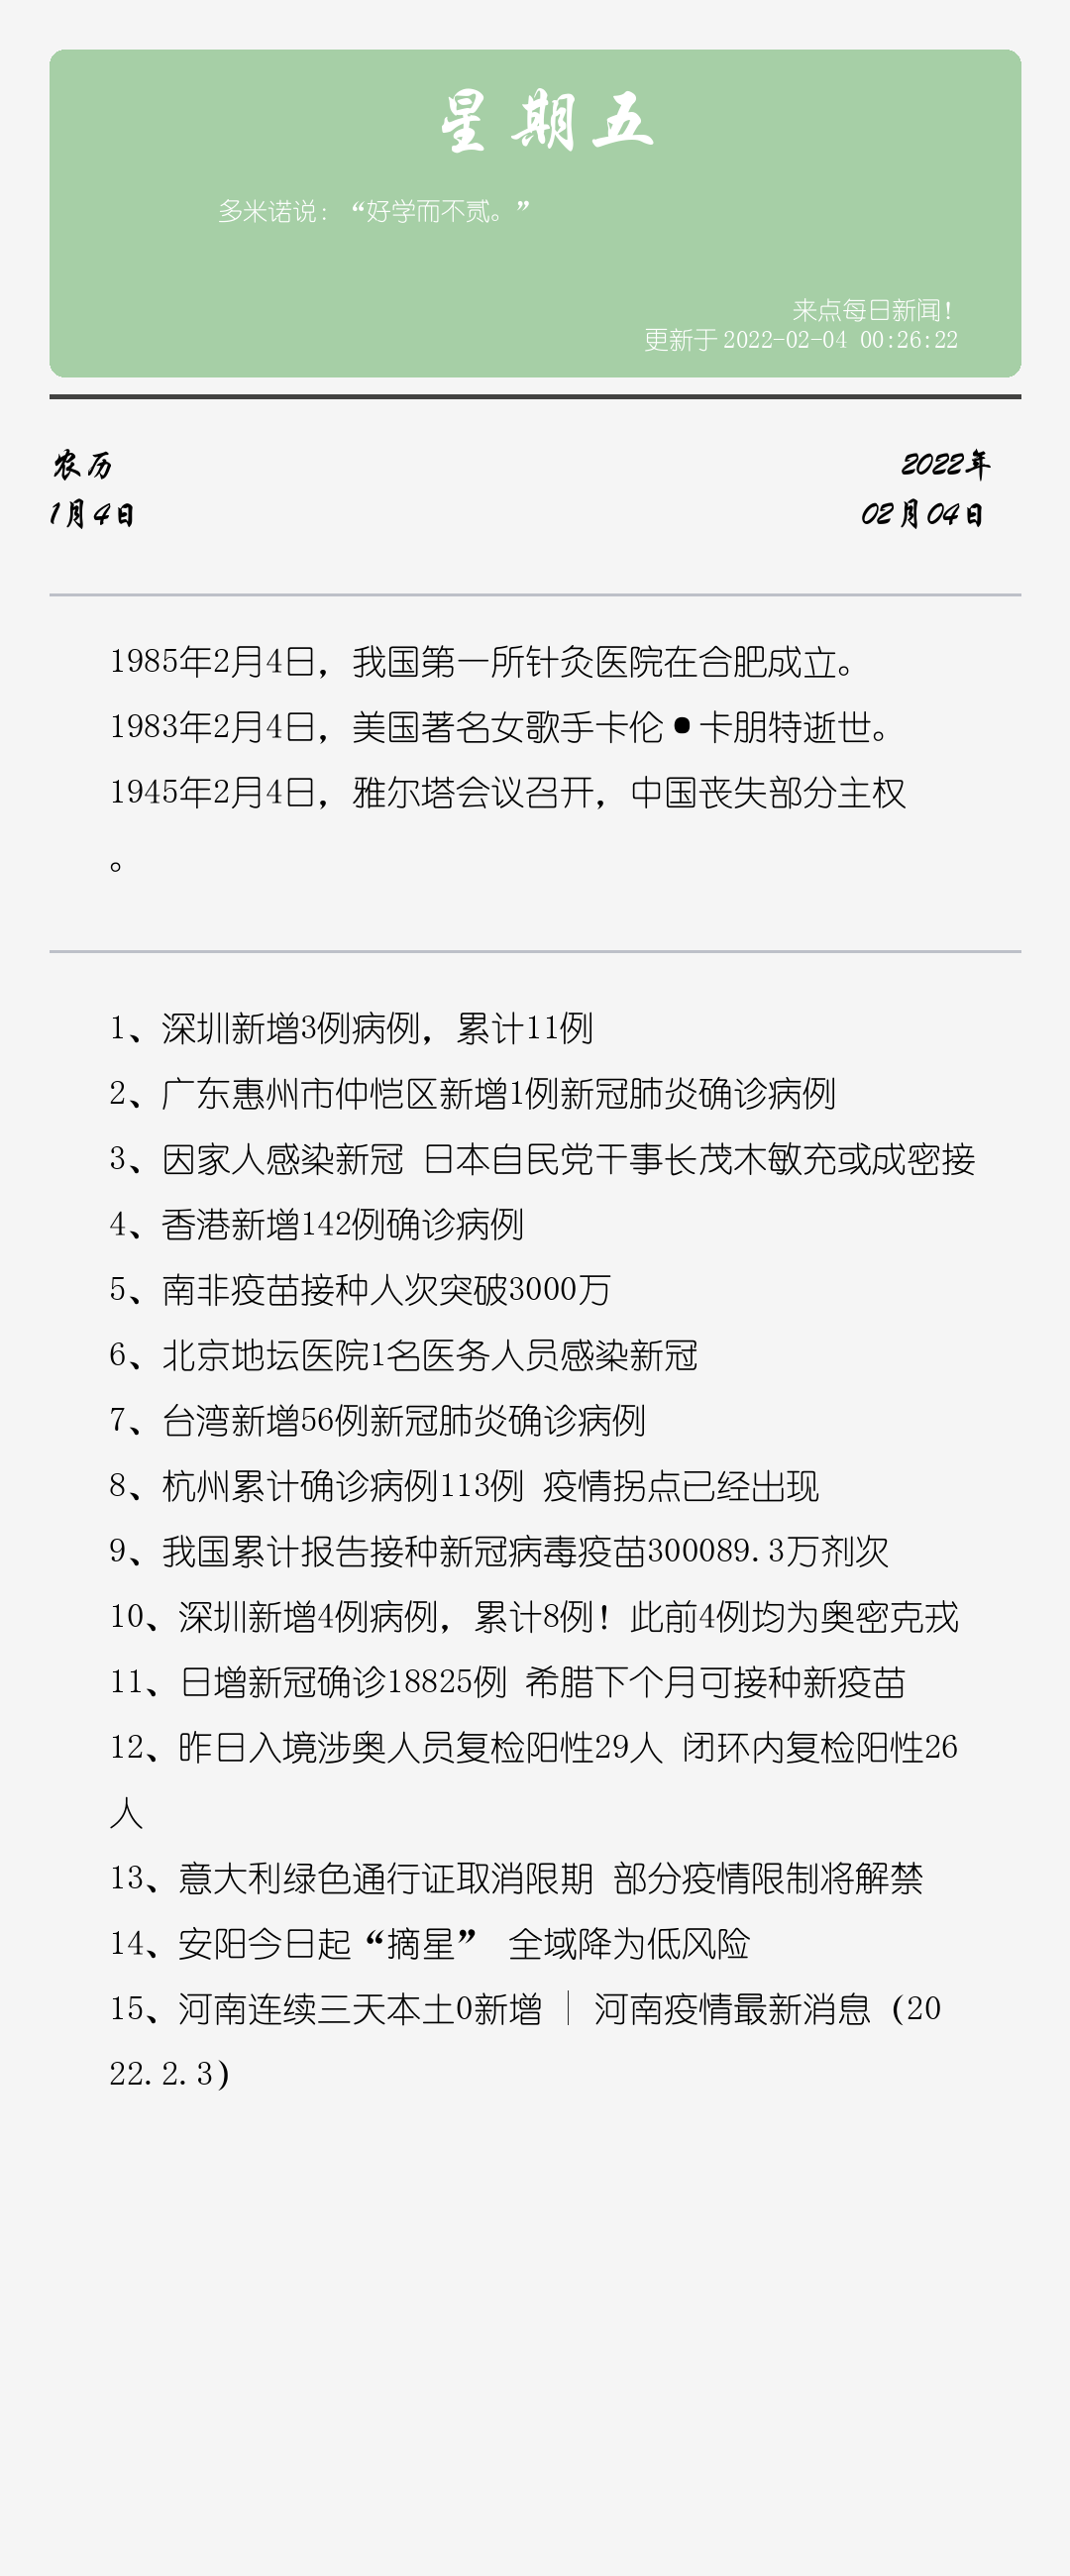 星期五
多米诺说：“好学而不贰。”
来点每日新闻！
更新于 2022-02-04 00:26:22
农历
2022年
1月4日
02月04日
1985年2月4日，我国第一所针灸医院在合肥成立。
1983年2月4日，美国著名女歌手卡伦•卡朋特逝世。
1945年2月4日，雅尔塔会议召开，中国丧失部分主权
。
1、深圳新增3例病例，累计11例
2、广东惠州市仲恺区新增1例新冠肺炎确诊病例
3、因家人感染新冠 日本自民党干事长茂木敏充或成密接
4、香港新增142例确诊病例
5、南非疫苗接种人次突破3000万
6、北京地坛医院1名医务人员感染新冠
7、台湾新增56例新冠肺炎确诊病例
8、杭州累计确诊病例113例 疫情拐点已经出现
9、我国累计报告接种新冠病毒疫苗300089.3万剂次
10、深圳新增4例病例，累计8例！此前4例均为奥密克戎
11、日增新冠确诊18825例 希腊下个月可接种新疫苗
12、昨日入境涉奥人员复检阳性29人 闭环内复检阳性26
人
13、意大利绿色通行证取消限期 部分疫情限制将解禁
14、安阳今日起“摘星” 全域降为低风险
15、河南连续三天本土0新增 | 河南疫情最新消息（20
22.2.3）